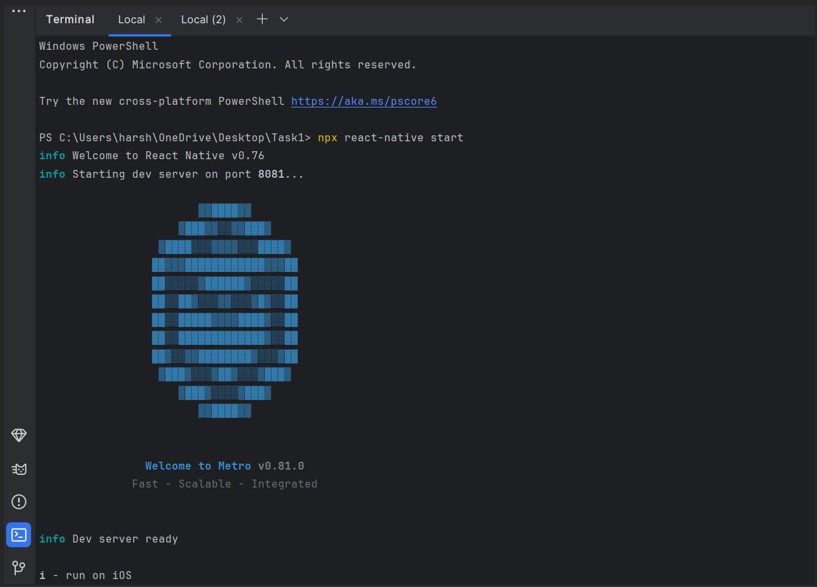 Terminal Local Local (2)
Windows PowerShell
Copyright (C) Microsoft Corporation. All rights reserved.
Try the new cross-platform PowerShell https://aka.ms/pscore6
PS C:\Users\harsh\OneDrive\Desktop\Task1> npx react-native start
info Welcome to React Native v0.76
info Starting dev server on port 8081...
Welcome to Metro v0.81.0
Fast - Scalable - Integrated
info Dev server ready
i - run on iOS